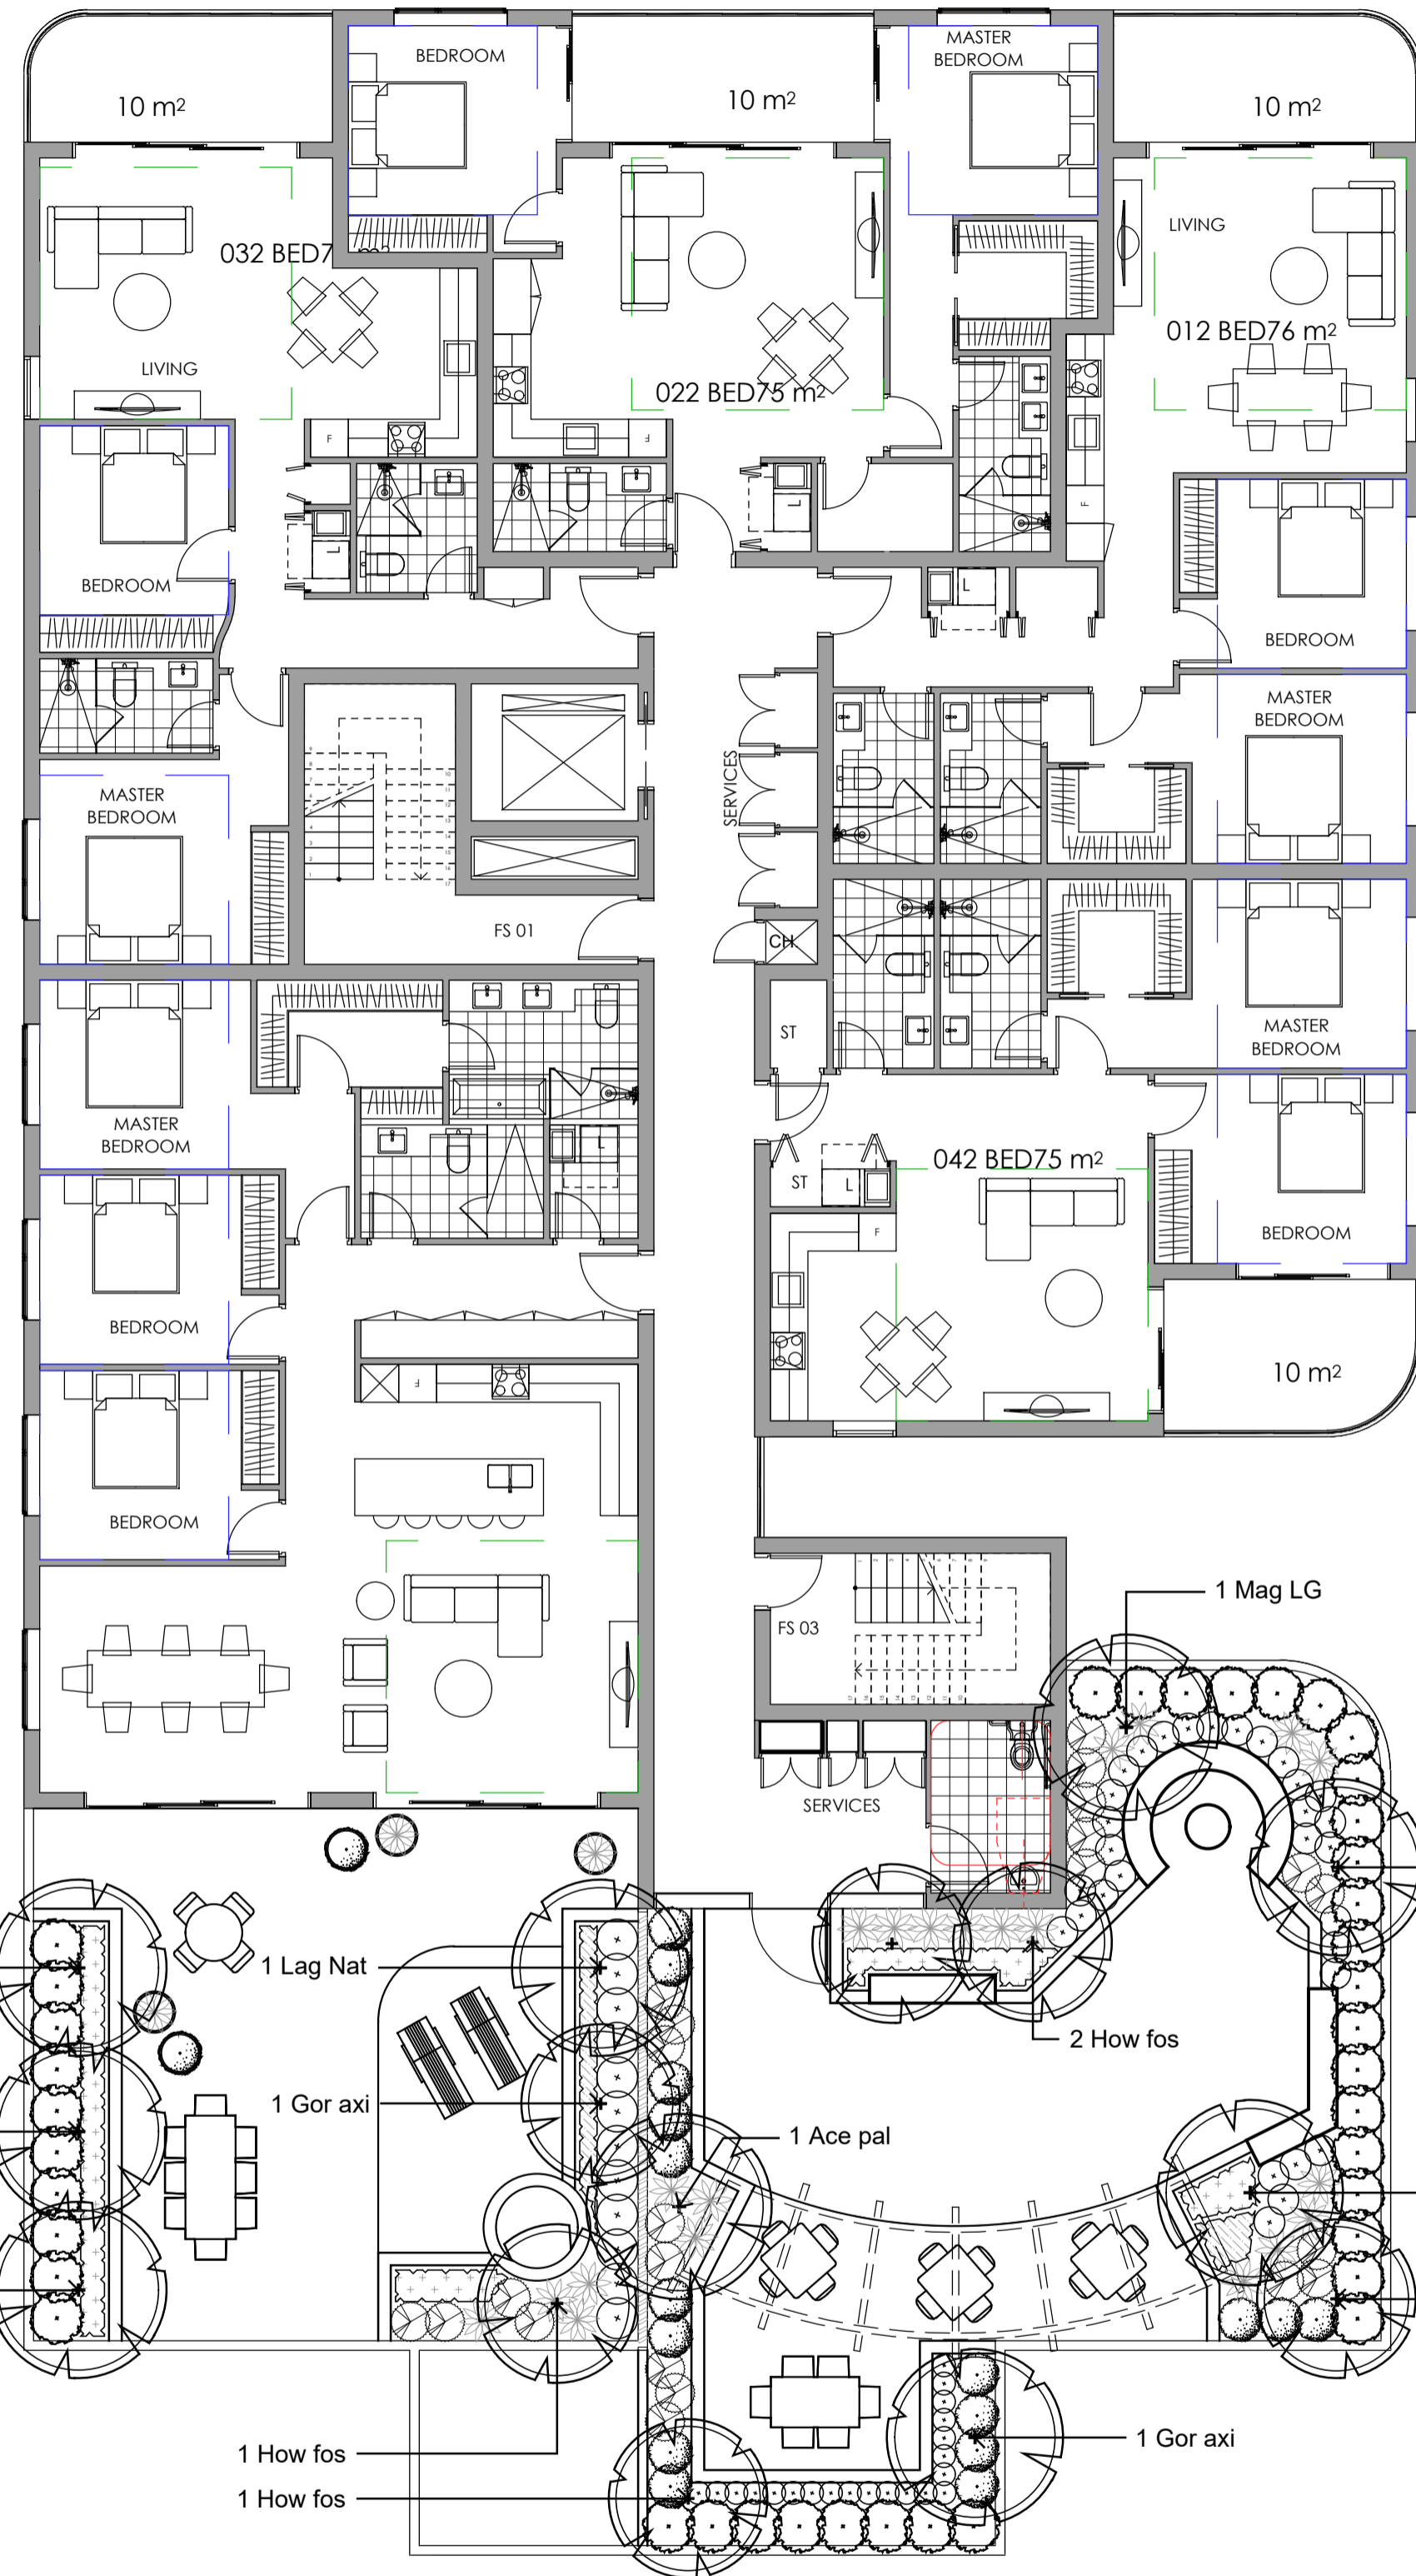 BEDROOM
MASTER
BEDROOM
10 m²
10 m²
10 m²
LIVING
032 BED7
LIVING
012 BED76 m²
022 BED75 m²
F
F
F
L
L
L
BEDROOM
BEDROOM
MASTER
BEDROOM
SERVICES
MASTER
BEDROOM
FS 01
CH
ST
MASTER
BEDROOM
MASTER
BEDROOM
L
042 BED75 m²
ST
L
F
BEDROOM
BEDROOM
10 m²
F
BEDROOM
1 Mag LG
FS 03
SERVICES
1 Lag Nat
2 How fos
1 Gor axi
1 Ace pal
1 How fos
1 Gor axi
1 How fos